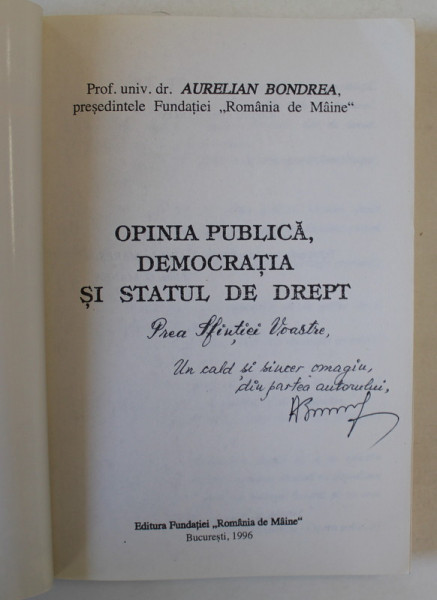 Prof. univ. dr. AURELIAN BONDREA,
președintele Fundației „România de Mâine“
OPINIA PUBLICĂ,
DEMOCRAȚIA
ȘI STATUL DE DREPT
Prea Sfinției Voastre,
Un cald si sincer omagiu,
din partea autorului,
Editura Fundației „România de Mâine“
București, 1996